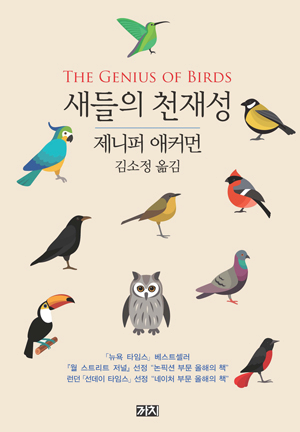 THE GENIUS OF BIRDS
새들의 천재성
제니퍼 애커먼
김소정 옮김
「뉴욕 타임스」 베스트셀러
「월 스트리트 저널」 선정 "논픽션 부문 올해의 책"
런던 「선데이 타임스」 선정 "네이처 부문 올해의 책"
까치